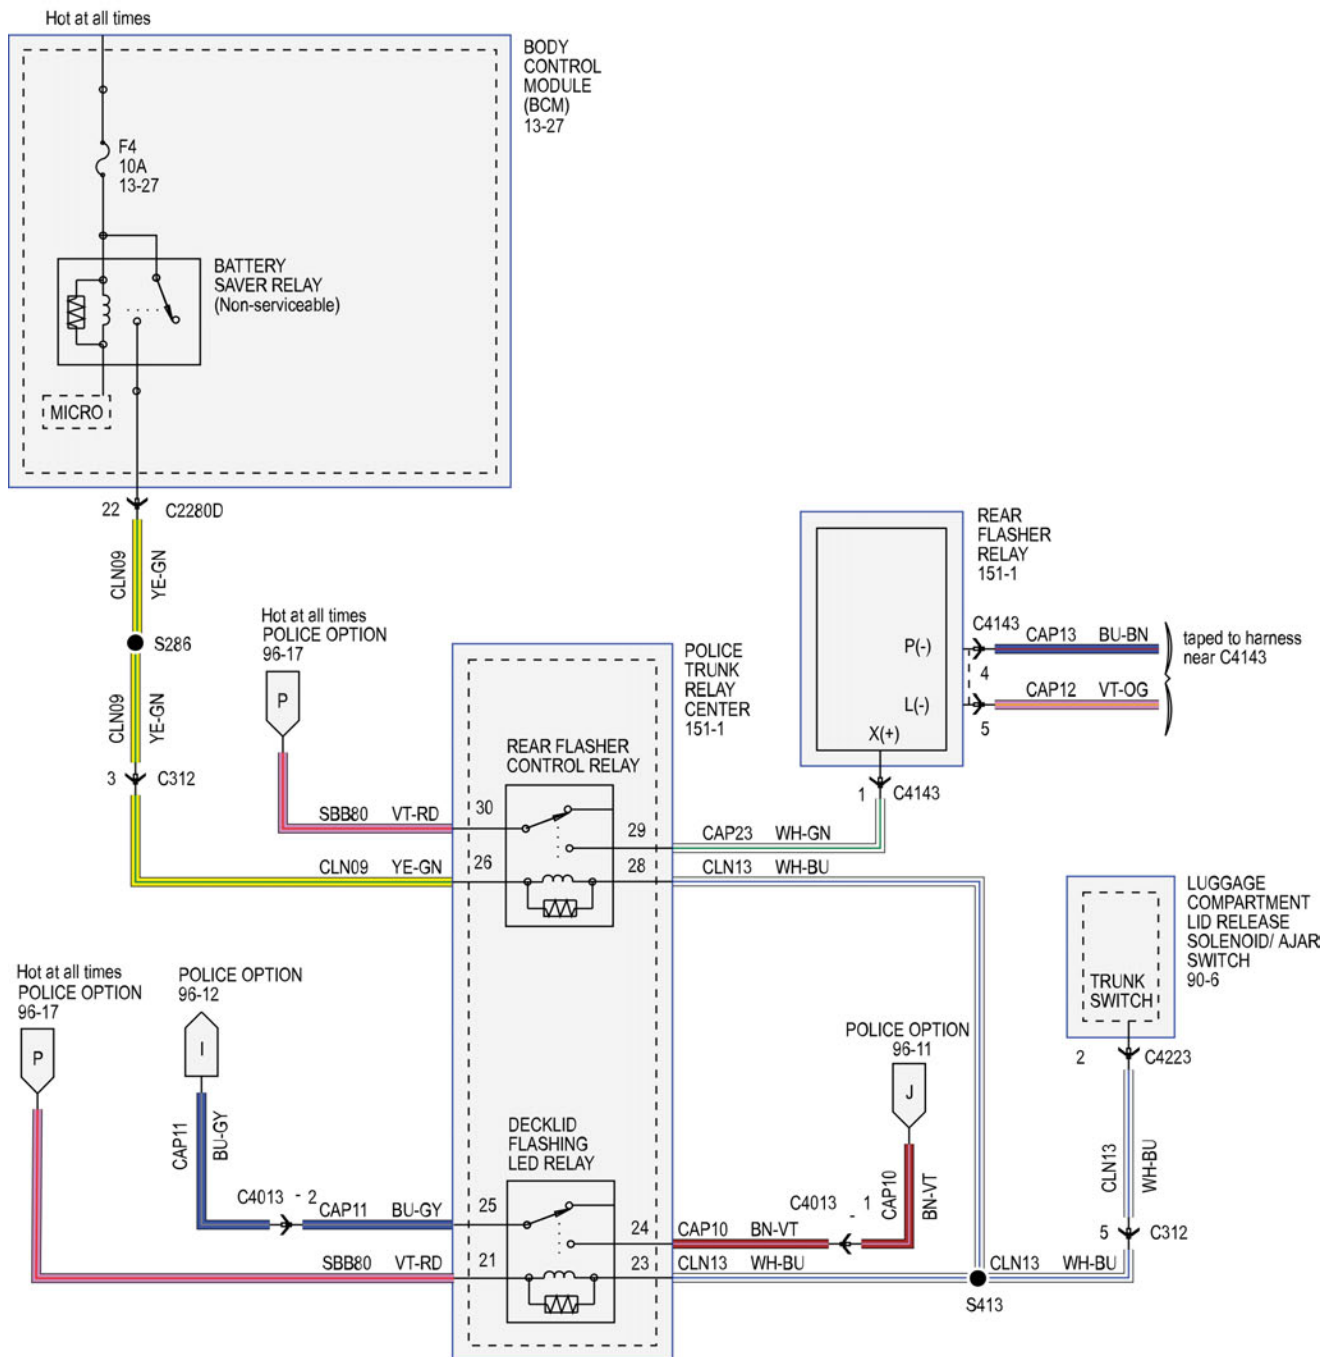 Hot at all times
BODY
CONTROL
MODULE
(BCM)
13-27
F4
10A
13-27
BATTERY
SAVER RELAY
(Non-serviceable)
MICRO
22
C2280D
CLN09
YE-GN
S286
CLN09
YE-GN
3
C312
Hot at all times
POLICE OPTION
96-17
P
SBB80
VT-RD
CLN09
YE-GN
POLICE
TRUNK
RELAY
CENTER
151-1
REAR FLASHER
CONTROL RELAY
30
29
26
28
REAR
FLASHER
RELAY
151-1
P(-)
L(-)
X(+)
C4143
4
CAP13
BU-BN
5
CAP12
VT-OG
taped to harness
near C4143
1
C4143
CAP23
WH-GN
CLN13
WH-BU
LUGGAGE
COMPARTMENT
LID RELEASE
SOLENOID/ AJAR
SWITCH
90-6
TRUNK
SWITCH
2
C4223
CLN13
WH-BU
5
C312
Hot at all times
POLICE OPTION
96-17
P
POLICE OPTION
96-12
I
CAP11
BU-GY
C4013
- 2
CAP11
BU-GY
SBB80
VT-RD
DECKLID
FLASHING
LED RELAY
25
24
21
23
POLICE OPTION
96-11
J
CAP10
BN-VT
C4013
- 1
CAP10
BN-VT
CLN13
WH-BU
S413
CLN13
WH-BU